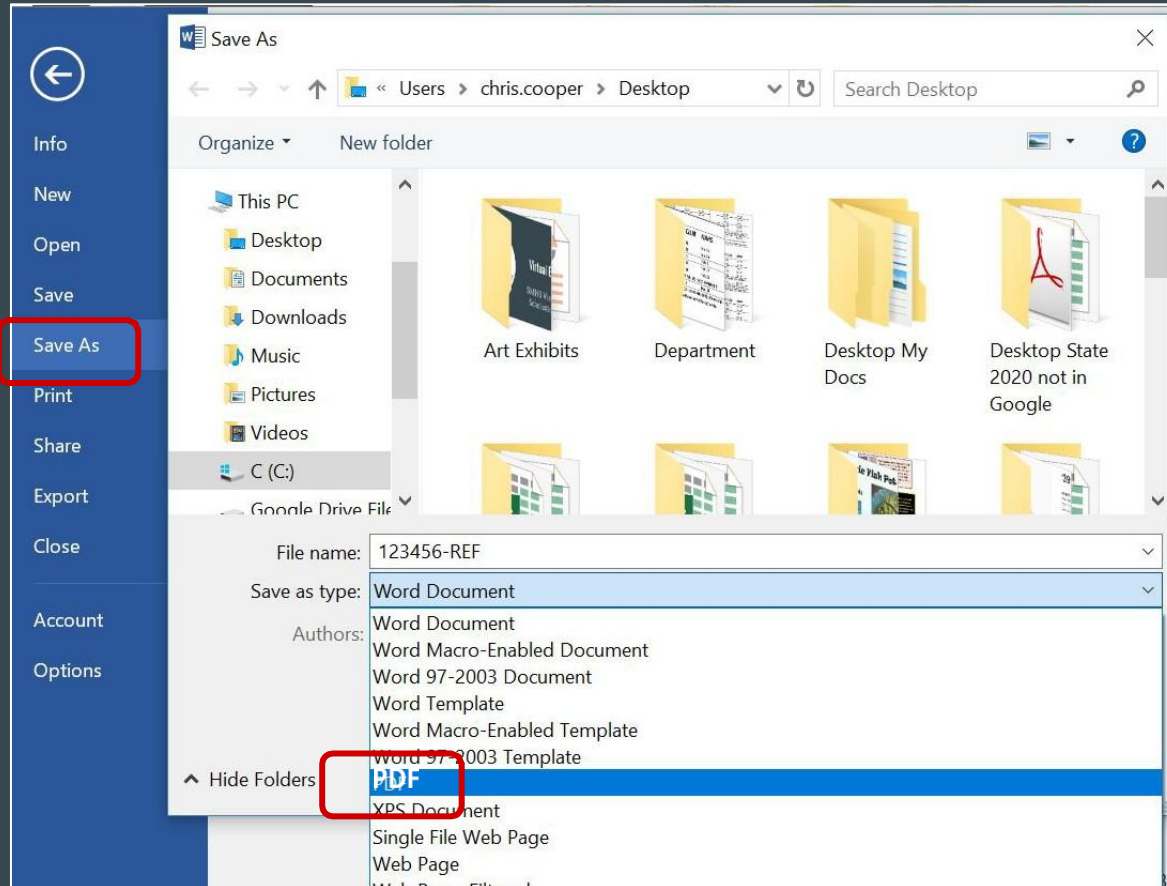 Save As
« Users > chris.cooper > Desktop
Search Desktop
Organize
New folder
?
Info
New
Open
Save
Save As
Print
Share
Export
Close
Account
Options
This PC
Desktop
Documents
Downloads
Music
Pictures
Videos
C (C:)
Google Drive File
Art Exhibits
Department
Desktop My
Docs
Desktop State
2020 not in
Google
File name: 123456-REF
Save as type: Word Document
Authors:
Word Document
Word Macro-Enabled Document
Word 97-2003 Document
Word Template
Word Macro-Enabled Template
Word 97-2003 Template
PDF
PDF
XPS Document
Single File Web Page
Web Page
Hide Folders